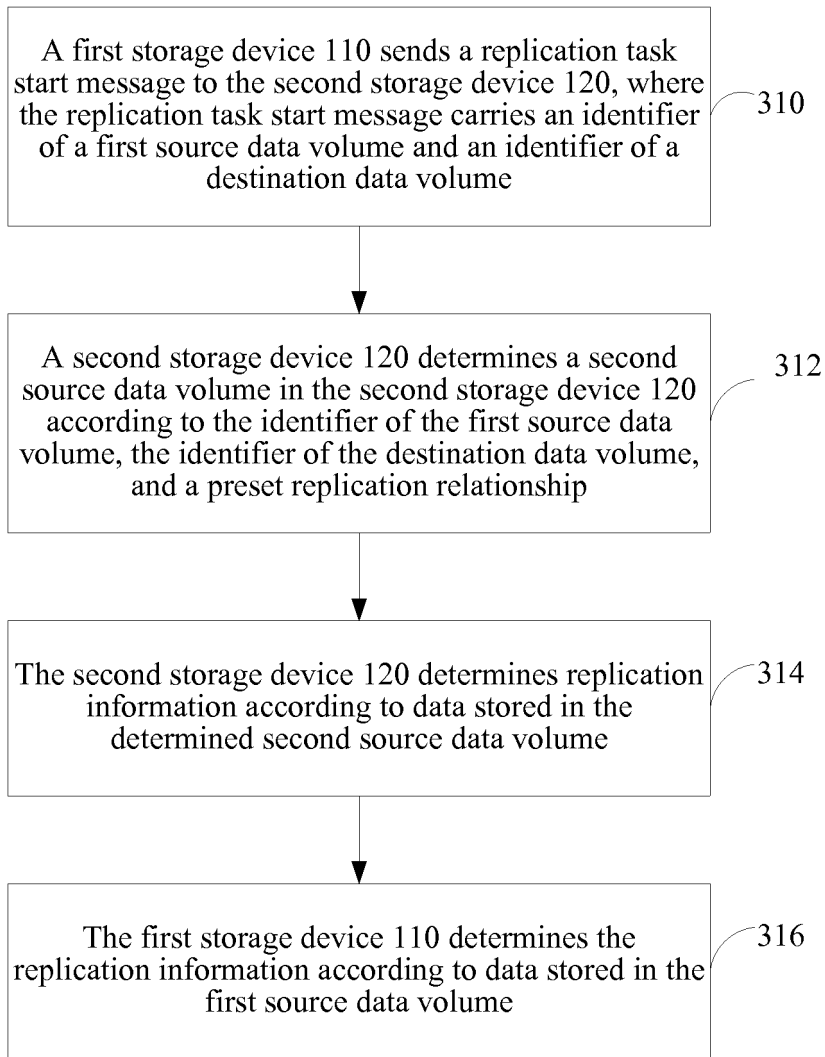 A first storage device 110 sends a replication task
start message to the second storage device 120, where
the replication task start message carries an identifier
of a first source data volume and an identifier of a
destination data volume
310
A second storage device 120 determines a second
source data volume in the second storage device 120
according to the identifier of the first source data
volume, the identifier of the destination data volume,
and a preset replication relationship
312
The second storage device 120 determines replication
information according to data stored in the
determined second source data volume
314
The first storage device 110 determines the
replication information according to data stored in the
first source data volume
316